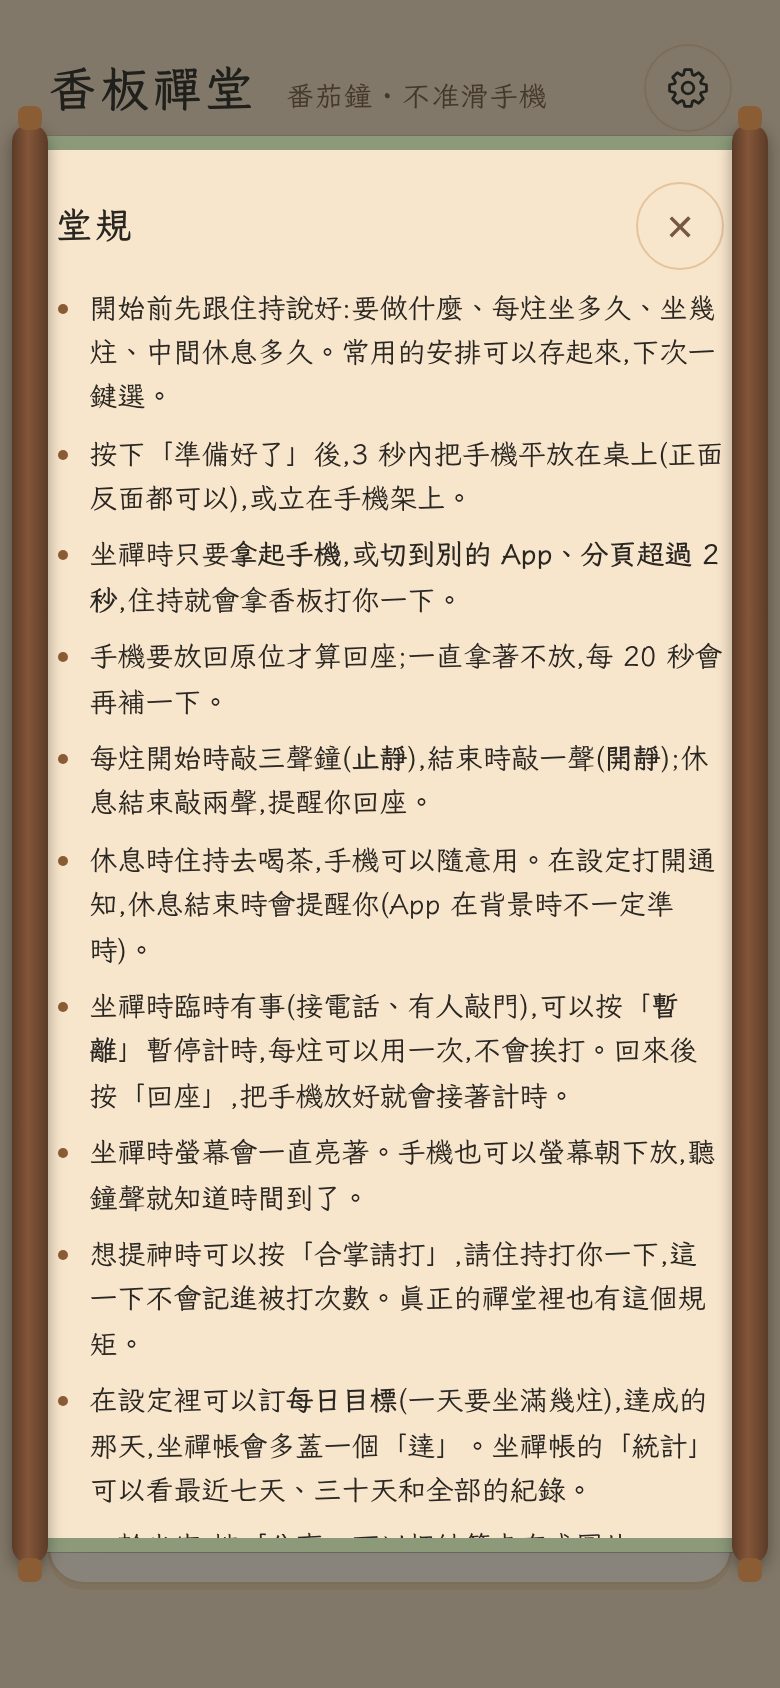 香板禪堂 番茄鐘・不准滑手機
堂規
開始前先跟住持說好:要做什麼、每炷坐多久、坐幾
炷、中間休息多久。常用的安排可以存起來,下次一
鍵選。
按下「準備好了」後,3 秒內把手機平放在桌上(正面
反面都可以),或立在手機架上。
坐禪時只要拿起手機,或切到別的 App、分頁超過 2
秒,住持就會拿香板打你一下。
手機要放回原位才算回座;一直拿著不放,每 20 秒會
再補一下。
每炷開始時敲三聲鐘(止靜),結束時敲一聲(開靜);休
息結束敲兩聲,提醒你回座。
休息時住持去喝茶,手機可以隨意用。在設定打開通
知,休息結束時會提醒你(App 在背景時不一定準
時)。
坐禪時臨時有事(接電話、有人敲門),可以按「暫
離」暫停計時,每炷可以用一次,不會挨打。回來後
按「回座」,把手機放好就會接著計時。
坐禪時螢幕會一直亮著。手機也可以螢幕朝下放,聽
鐘聲就知道時間到了。
想提神時可以按「合掌請打」,請住持打你一下,這
一下不會記進被打次數。真正的禪堂裡也有這個規
矩。
在設定裡可以訂每日目標(一天要坐滿幾炷),達成的
那天,坐禪帳會多蓋一個「達」。坐禪帳的「統計」
可以看最近七天、三十天和全部的紀錄。